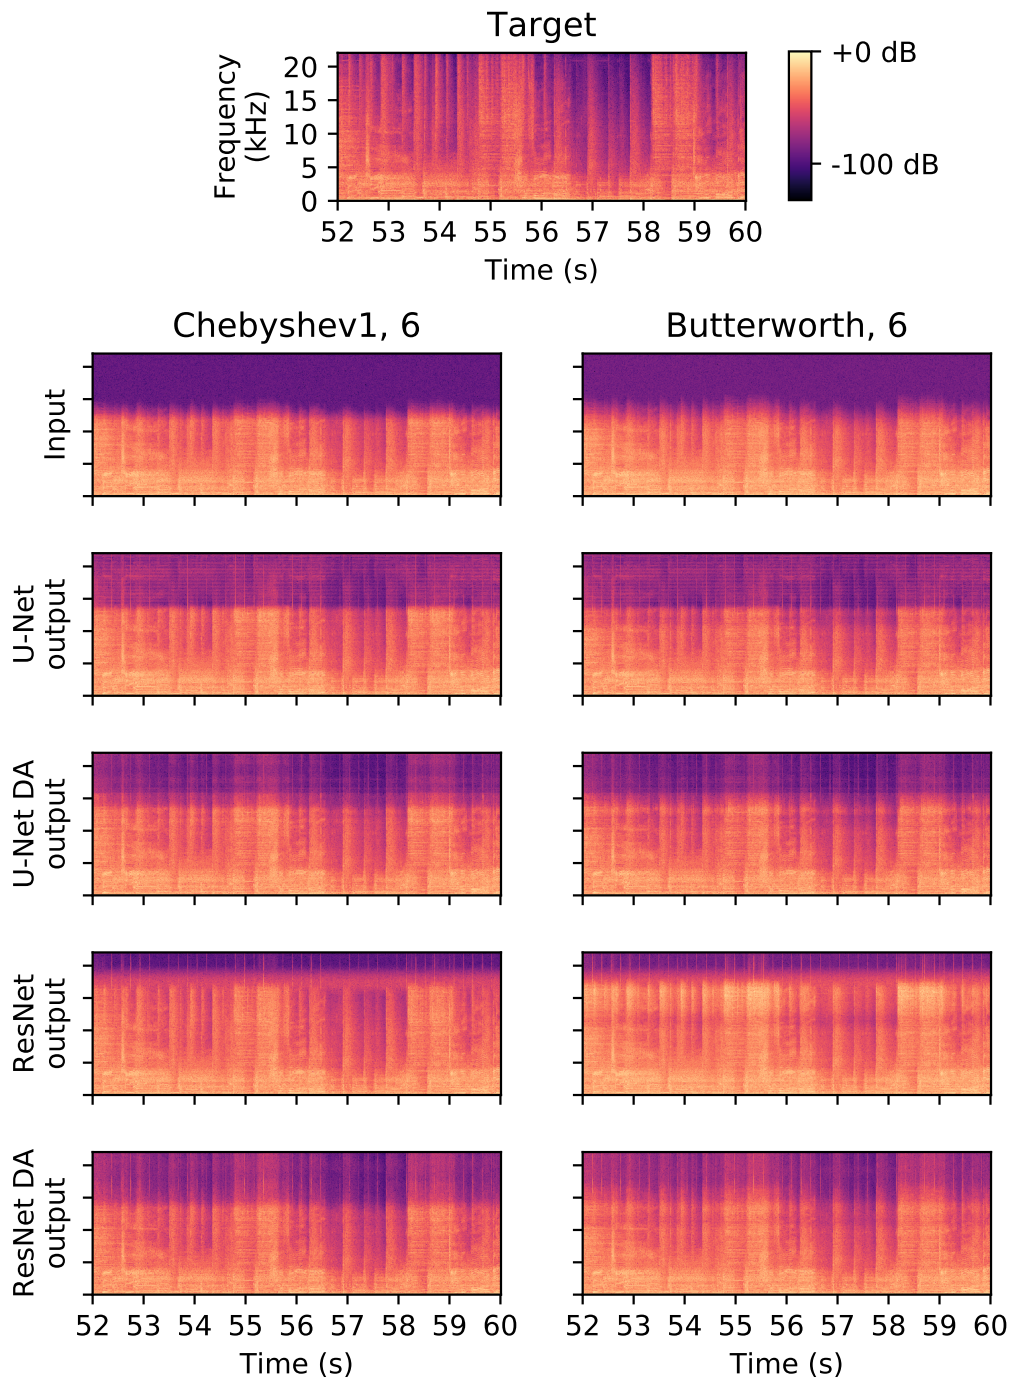 Target
+0 dB
-100 dB
Frequency
(kHz)
20
15
10
5
0
52 53 54 55 56 57 58 59 60
Time (s)
Chebyshev1, 6
Butterworth, 6
Input
U-Net
output
U-Net DA
output
ResNet
output
ResNet DA
output
52 53 54 55 56 57 58 59 60
52 53 54 55 56 57 58 59 60
Time (s)
Time (s)